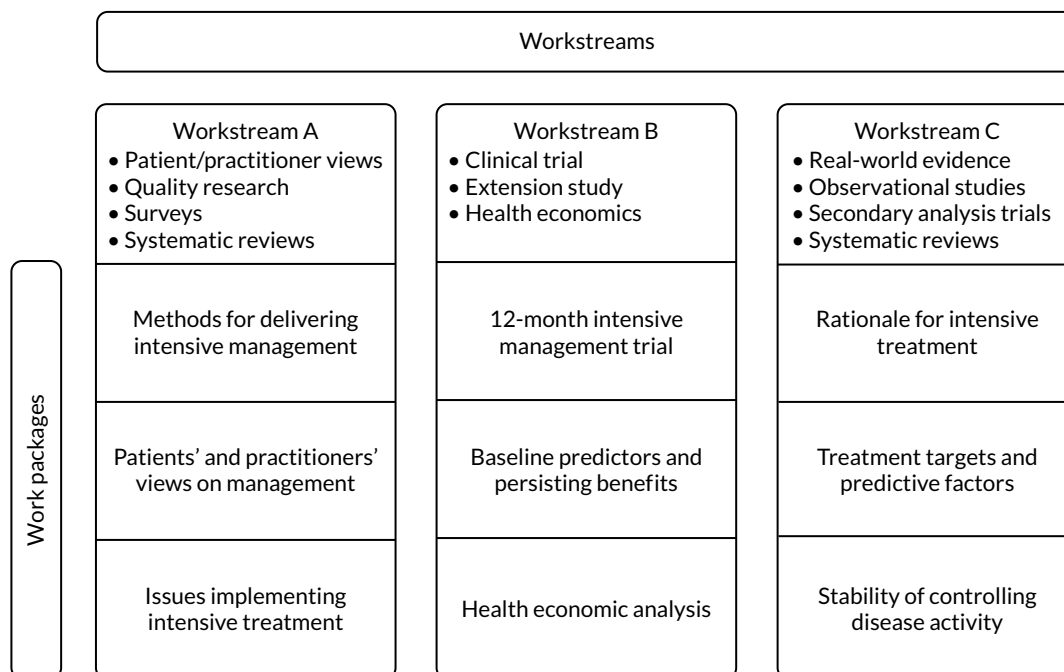 Workstreams
Workstream A
• Patient/practitioner views
• Quality research
• Surveys
• Systematic reviews
Workstream B
• Clinical trial
• Extension study
• Health economics
Workstream C
• Real-world evidence
• Observational studies
• Secondary analysis trials
• Systematic reviews
Work packages
Methods for delivering
intensive management
12-month intensive
management trial
Rationale for intensive
treatment
Patients’ and practitioners’
views on management
Baseline predictors and
persisting benefits
Treatment targets and
predictive factors
Issues implementing
intensive treatment
Health economic analysis
Stability of controlling
disease activity